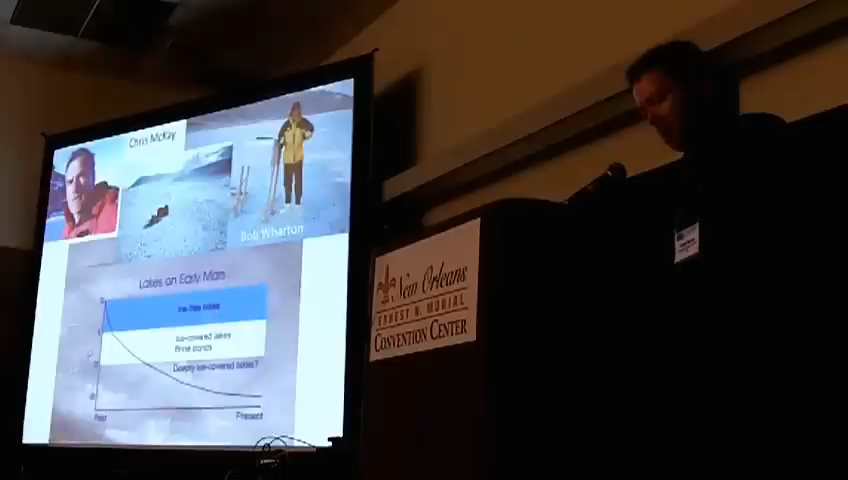 Chris McKay
Bob Wharton
Lakes on Early Mars
Ice-free lakes
Ice-covered lakes
Brine ponds
Deeply ice-covered lakes?
Past
Present
New Orleans
ERNEST N. MORIAL
CONVENTION CENTER